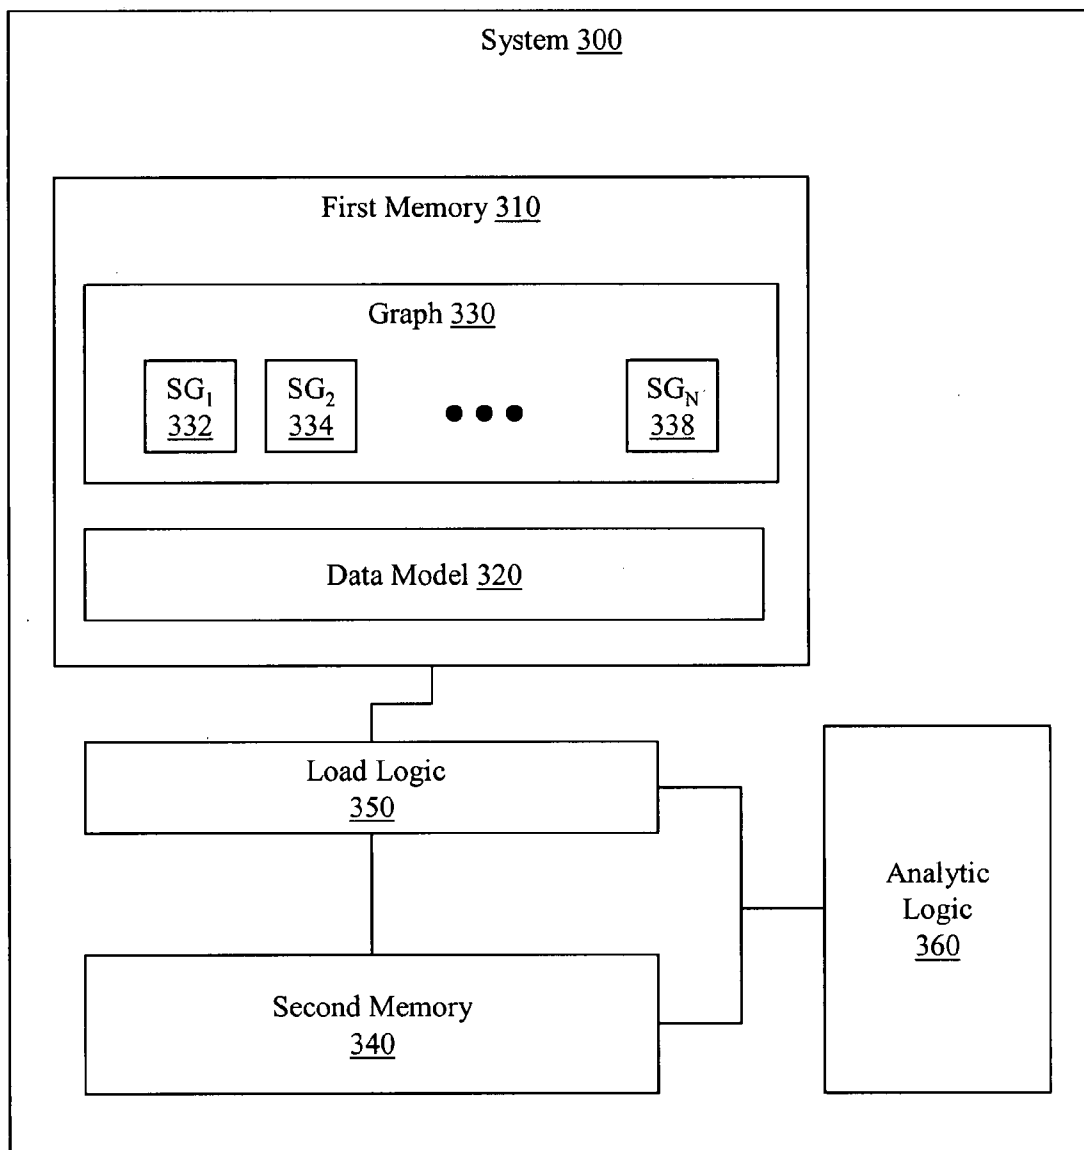 System 300
First Memory 310
Graph 330
SG1 SG2 ●●● SGN
332 334 338
Data Model 320
Load Logic
350
Analytic
Logic
360
Second Memory
340